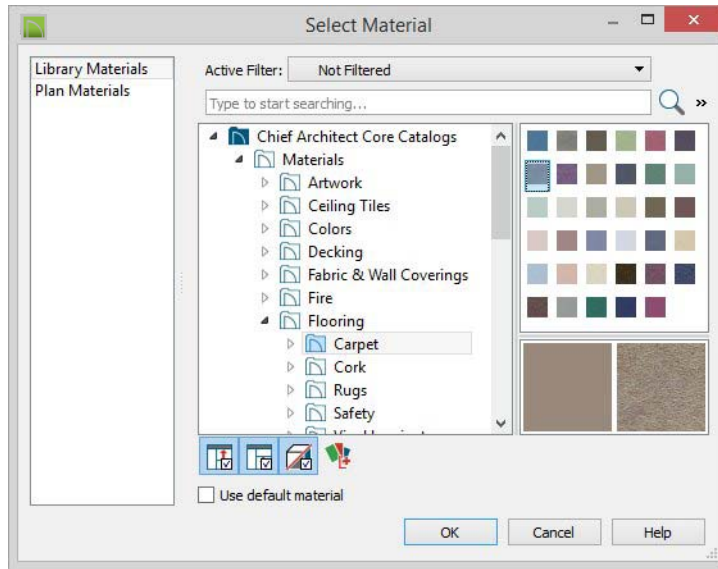 Select Material
Library Materials
Plan Materials
Active Filter: Not Filtered
Type to start searching...
Chief Architect Core Catalogs
Materials
Artwork
Ceiling Tiles
Colors
Decking
Fabric & Wall Coverings
Fire
Flooring
Carpet
Cork
Rugs
Safety
Use default material
OK Cancel Help